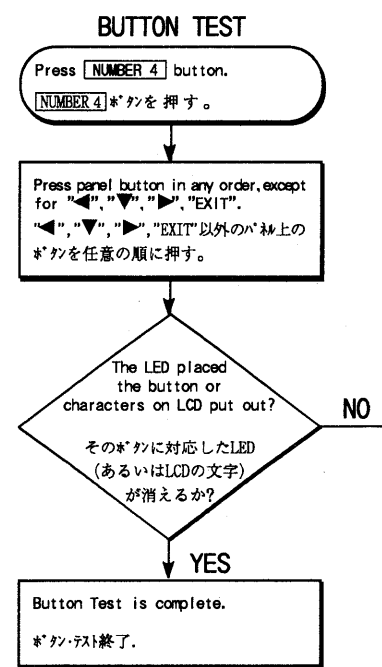 BUTTON TEST
Press NUMBER 4 button.
NUMBER 4 ﾎﾞﾀﾝを押す。
Press panel button in any order,except
for "◀","▼","▶","EXIT".
"◀","▼","▶","EXIT"以外のﾊﾟﾈﾙ上の
ﾎﾞﾀﾝを任意の順に押す。
The LED placed
the button or
characters on LCD put out?
NO
そのﾎﾞﾀﾝに対応したLED
(あるいはLCDの文字)
が消えるか?
YES
Button Test is complete.
ﾎﾞﾀﾝ･ﾃｽﾄ終了.